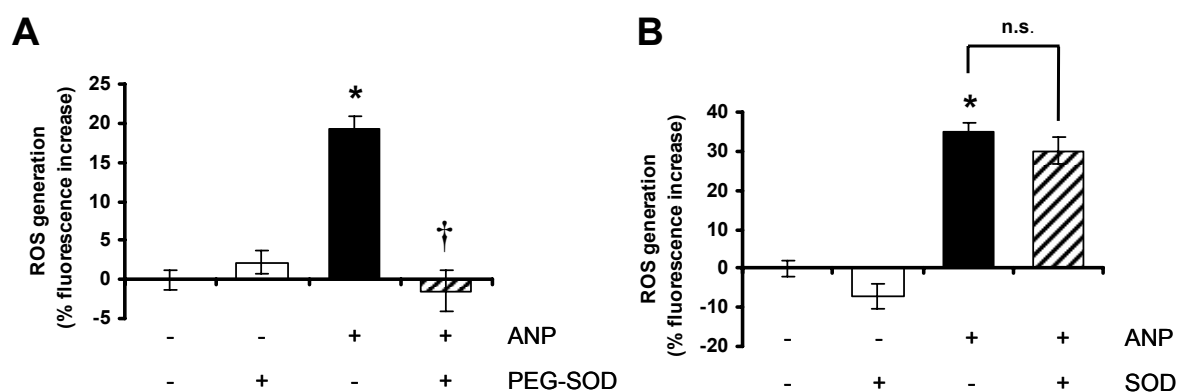 A
ROS generation
(% fluorescence increase)
25
20
15
10
5
0
-5
*
†
- - + + ANP
- + - + PEG-SOD
B
n.s.
ROS generation
(% fluorescence increase)
40
30
20
10
0
-10
-20
*
- - + + ANP
- + - + SOD